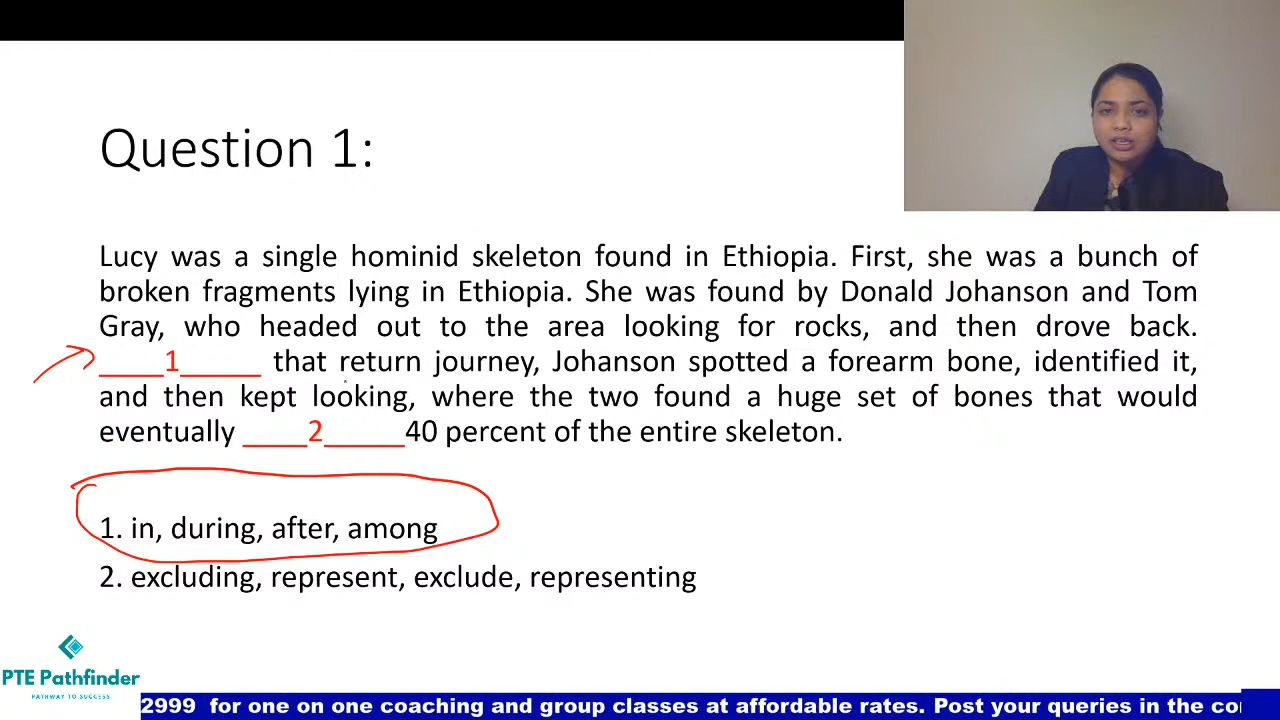 Question 1:
Lucy was a single hominid skeleton found in Ethiopia. First, she was a bunch of
broken fragments lying in Ethiopia. She was found by Donald Johanson and Tom
Gray, who headed out to the area looking for rocks, and then drove back.
____1_____ that return journey, Johanson spotted a forearm bone, identified it,
and then kept looking, where the two found a huge set of bones that would
eventually ____2_____40 percent of the entire skeleton.
1. in, during, after, among
2. excluding, represent, exclude, representing
PTE Pathfinder
PATHWAY TO SUCCESS
2999 for one on one coaching and group classes at affordable rates. Post your queries in the